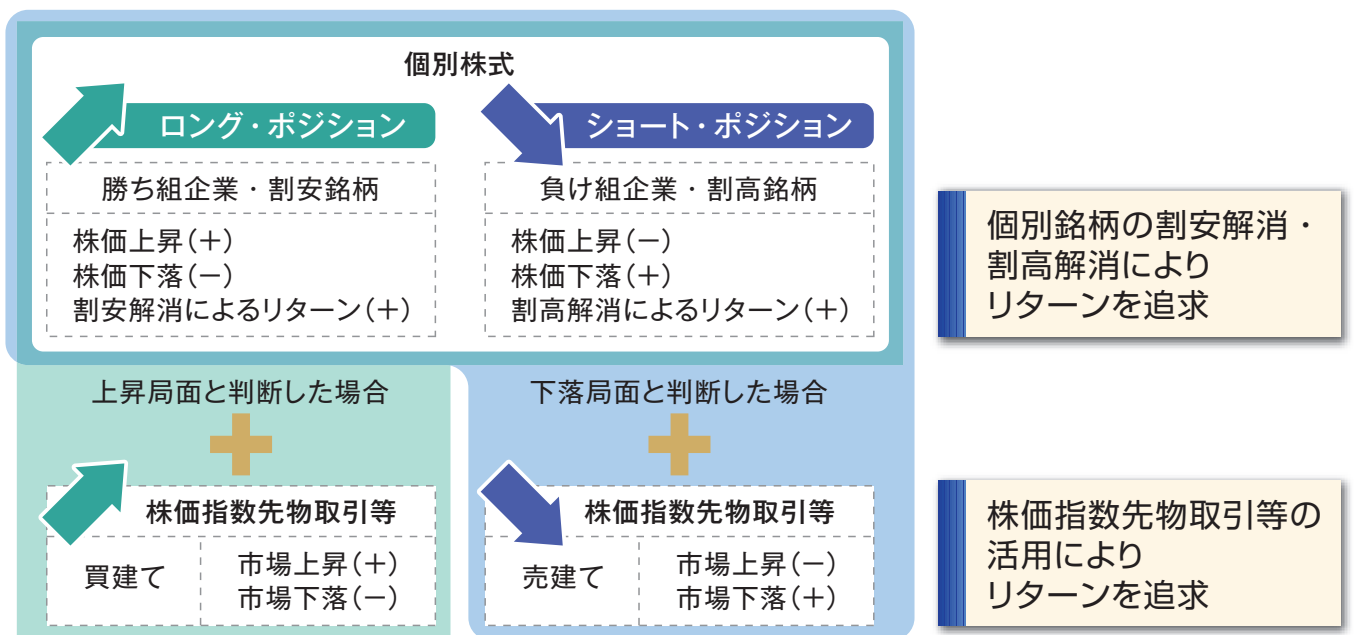 個別株式
ロング・ポジション
勝ち組企業・割安銘柄
株価上昇(+)
株価下落(−)
割安解消によるリターン(+)
ショート・ポジション
負け組企業・割高銘柄
株価上昇(−)
株価下落(+)
割高解消によるリターン(+)
個別銘柄の割安解消・
割高解消により
リターンを追求
上昇局面と判断した場合
株価指数先物取引等
買建て
市場上昇(+)
市場下落(−)
下落局面と判断した場合
株価指数先物取引等
売建て
市場上昇(−)
市場下落(+)
株価指数先物取引等の
活用により
リターンを追求